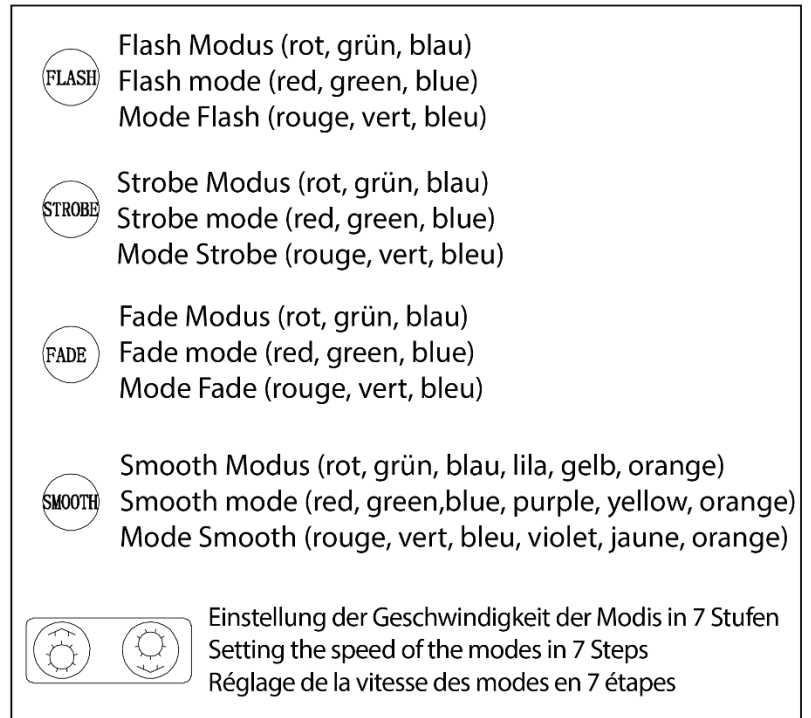 Flash Modus (rot, grün, blau)
FLASH Flash mode (red, green, blue)
Mode Flash (rouge, vert, bleu)
Strobe Modus (rot, grün, blau)
STROBE Strobe mode (red, green, blue)
Mode Strobe (rouge, vert, bleu)
Fade Modus (rot, grün, blau)
FADE Fade mode (red, green, blue)
Mode Fade (rouge, vert, bleu)
Smooth Modus (rot, grün, blau, lila, gelb, orange)
SMOOTH Smooth mode (red, green,blue, purple, yellow, orange)
Mode Smooth (rouge, vert, bleu, violet, jaune, orange)
Einstellung der Geschwindigkeit der Modis in 7 Stufen
Setting the speed of the modes in 7 Steps
Réglage de la vitesse des modes en 7 étapes